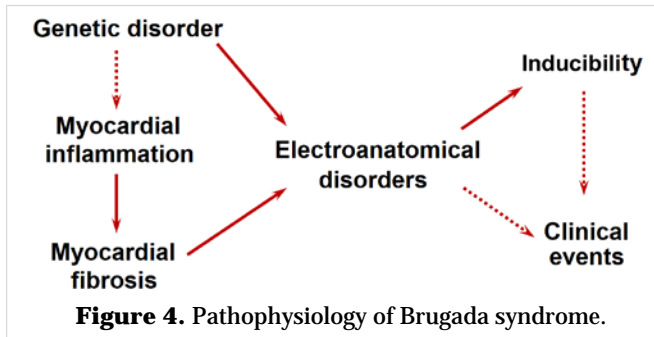 Genetic disorder
Inducibility
Myocardial
inflammation
Electroanatomical
disorders
Myocardial
fibrosis
Clinical
events
Figure 4. Pathophysiology of Brugada syndrome.